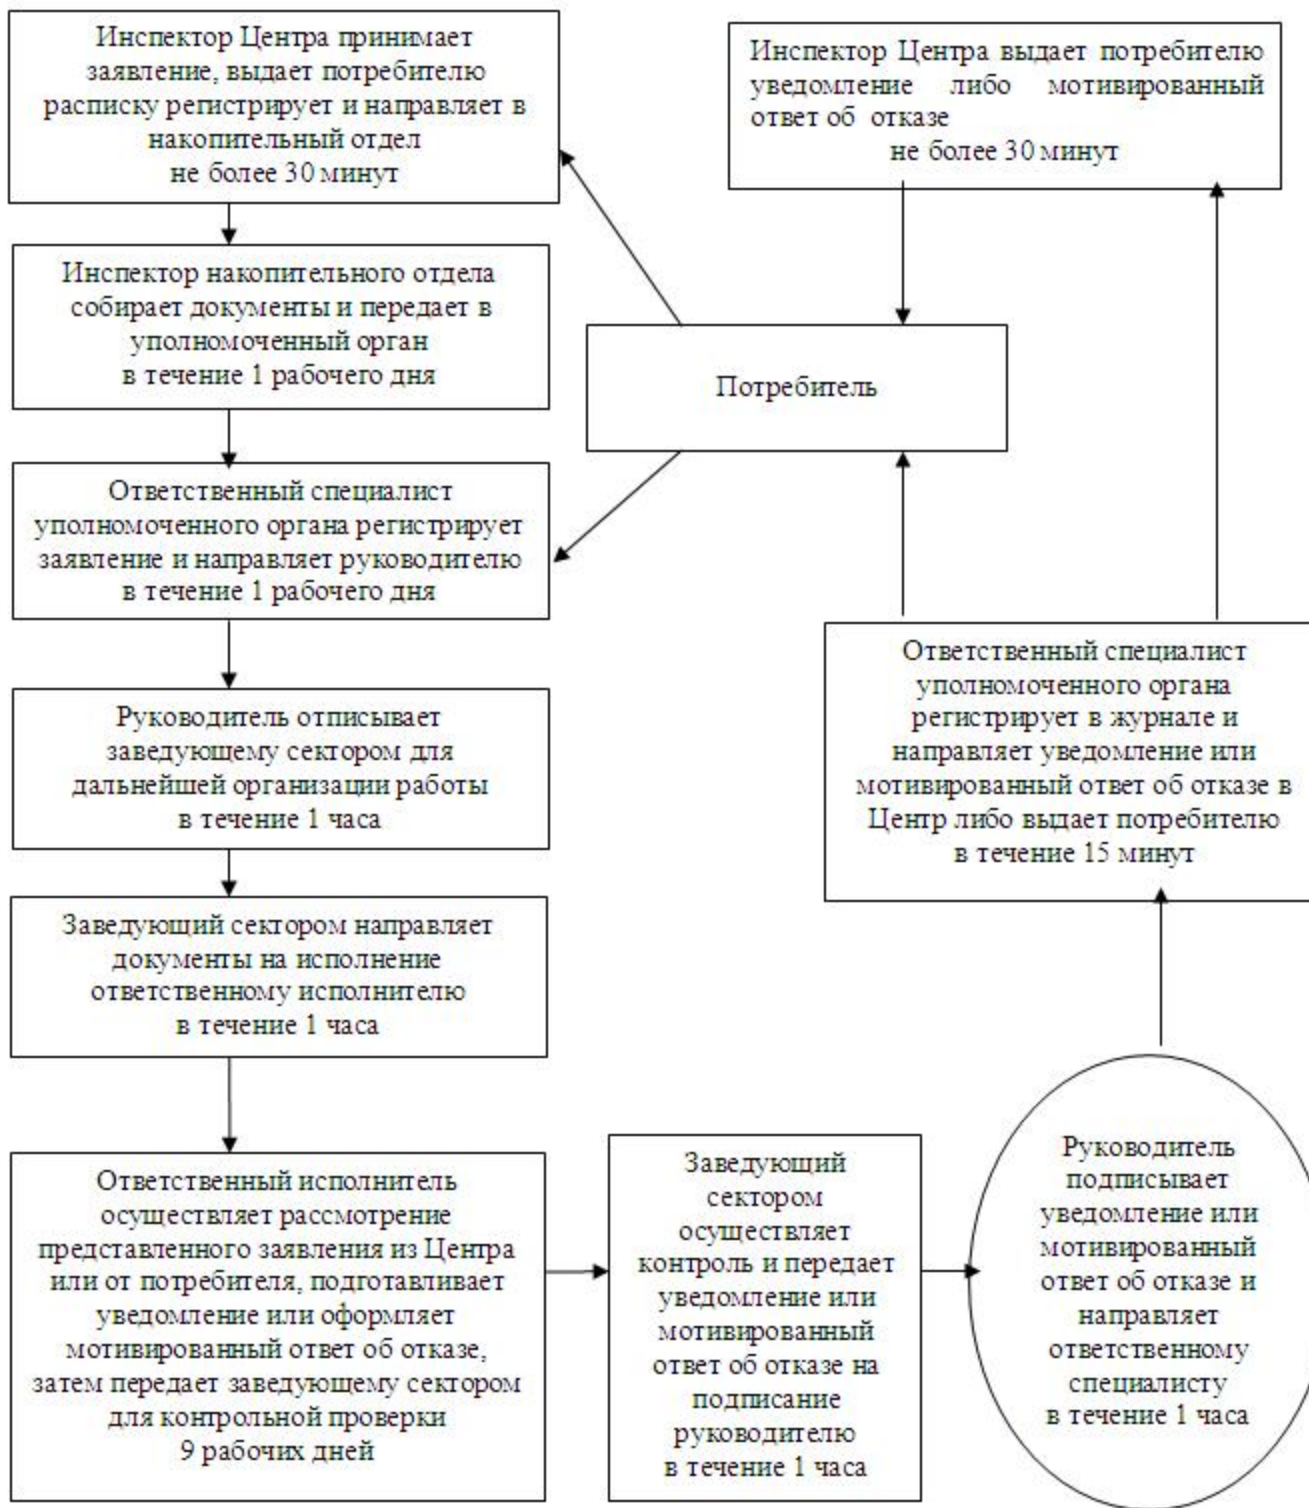 Инспектор Центра принимает
заявление, выдает потребителю
расписку регистрирует и направляет в
накопительный отдел
не более 30 минут
Инспектор Центра выдает потребителю
уведомление либо мотивированный
ответ об отказе
не более 30 минут
Инспектор накопительного отдела
собирает документы и передает в
уполномоченный орган
в течение 1 рабочего дня
Потребитель
Ответственный специалист
уполномоченного органа регистрирует
заявление и направляет руководителю
в течение 1 рабочего дня
Руководитель отписывает
заведующему сектором для
дальнейшей организации работы
в течение 1 часа
Ответственный специалист
уполномоченного органа
регистрирует в журнале и
направляет уведомление или
мотивированный ответ об отказе в
Центр либо выдает потребителю
в течение 15 минут
Заведующий сектором направляет
документы на исполнение
ответственному исполнителю
в течение 1 часа
Ответственный исполнитель
осуществляет рассмотрение
представленного заявления из Центра
или от потребителя, подготавливает
уведомление или оформляет
мотивированный ответ об отказе,
затем передает заведующему сектором
для контрольной проверки
9 рабочих дней
Заведующий
сектором
осуществляет
контроль и передает
уведомление или
мотивированный
ответ об отказе на
подписание
руководителю
в течение 1 часа
Руководитель
подписывает
уведомление или
мотивированный
ответ об отказе и
направляет
ответственному
специалисту
в течение 1 часа